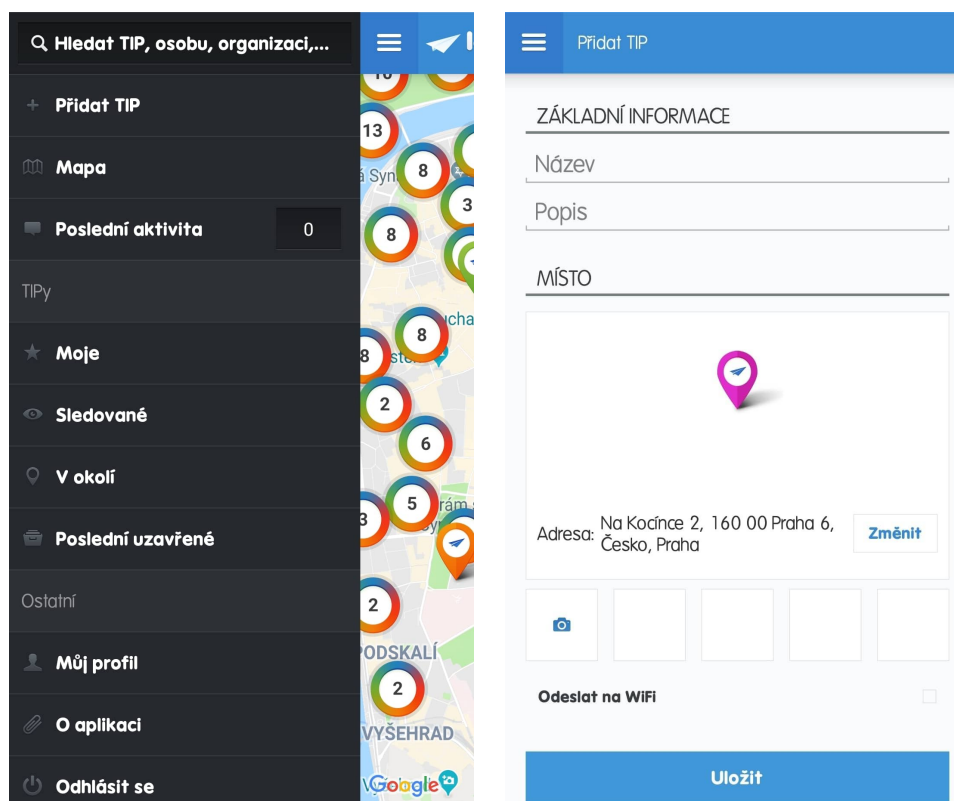 Hledat TIP, osobu, organizaci,...
Přidat TIP
Mapa
Poslední aktivita 0
TIPy
Moje
Sledované
V okolí
Poslední uzavřené
Ostatní
Můj profil
O aplikaci
Odhlásit se
10
13
8
3
8
8
8
2
6
5
3
2
PODSKALÍ
2
VYŠEHRAD
Google
Přidat TIP
ZÁKLADNÍ INFORMACE
Název
Popis
MÍSTO
Adresa: Na Kocínce 2, 160 00 Praha 6,
Česko, Praha
Změnit
Odeslat na WiFi
Uložit